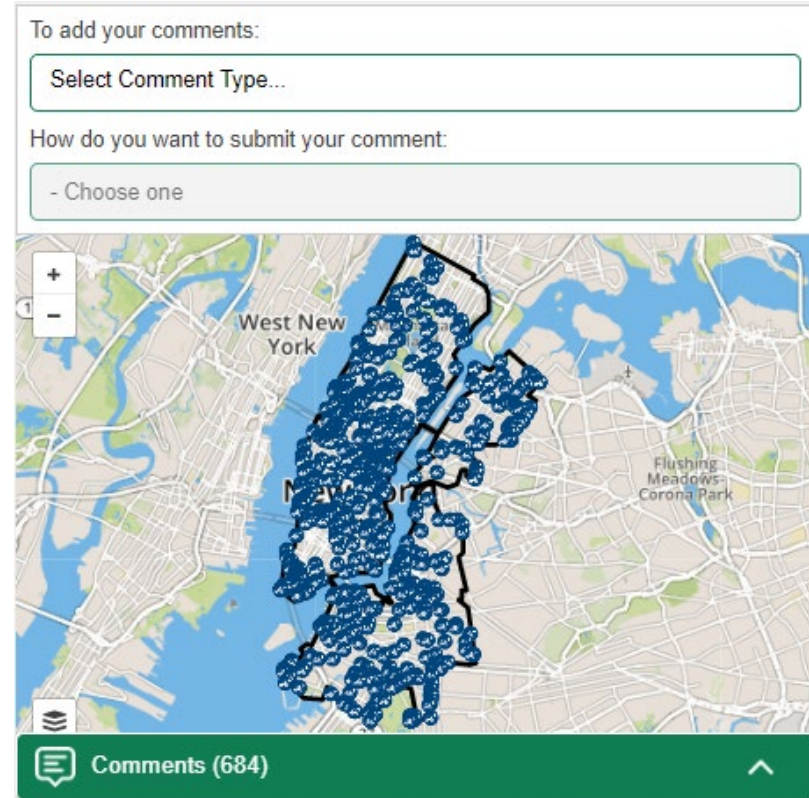 To add your comments:
Select Comment Type...
How do you want to submit your comment:
- Choose one
+
-
1
West New
York
Flushing
Meadows-
Corona Park
Comments (684)